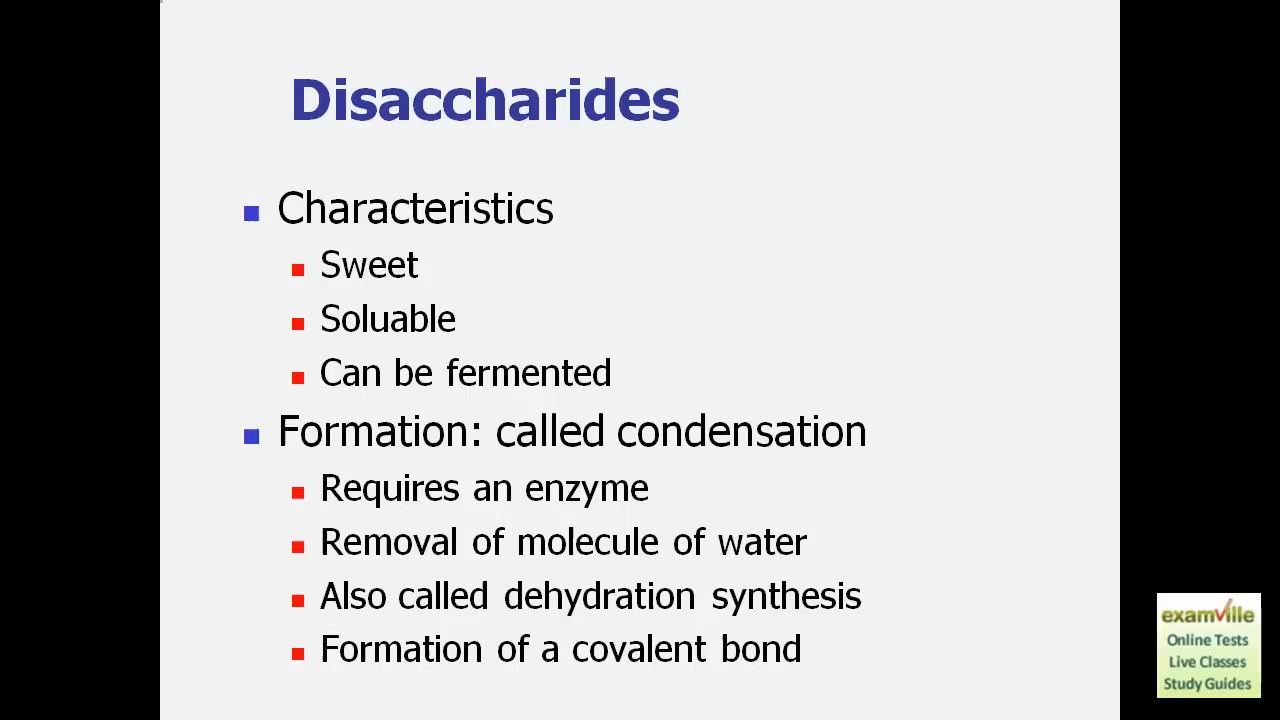 Disaccharides
Characteristics
Sweet
Soluable
Can be fermented
Formation: called condensation
Requires an enzyme
Removal of molecule of water
Also called dehydration synthesis
Formation of a covalent bond
examville
Online Tests
Live Classes
Study Guides